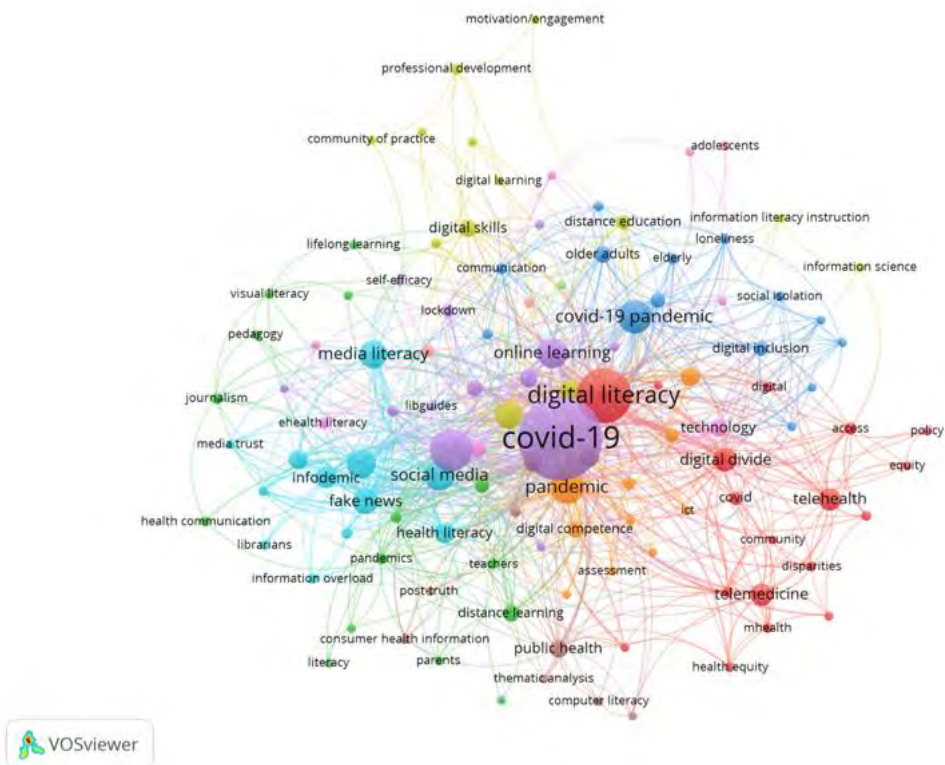 motivation/engagement
professional development
community of practice
adolescents
digital learning
digital skills
distance education
information literacy instruction
lifelong learning
older adults
elderly
loneliness
self-efficacy
communication
information science
visual literacy
lockdown
social isolation
pedagogy
covid-19 pandemic
media literacy
online learning
digital inclusion
journalism
libguides
digital literacy
digital
ehealth literacy
technology
access
policy
media trust
covid-19
digital divide
equity
infodemic
social media
pandemic
covid
telehealth
fake news
ict
health communication
health literacy
digital competence
librarians
community
pandemics
teachers
assessment
disparities
information overload
post-truth
telemedicine
distance learning
mhealth
consumer health information
public health
literacy
parents
health equity
thematic analysis
computer literacy
VOSviewer